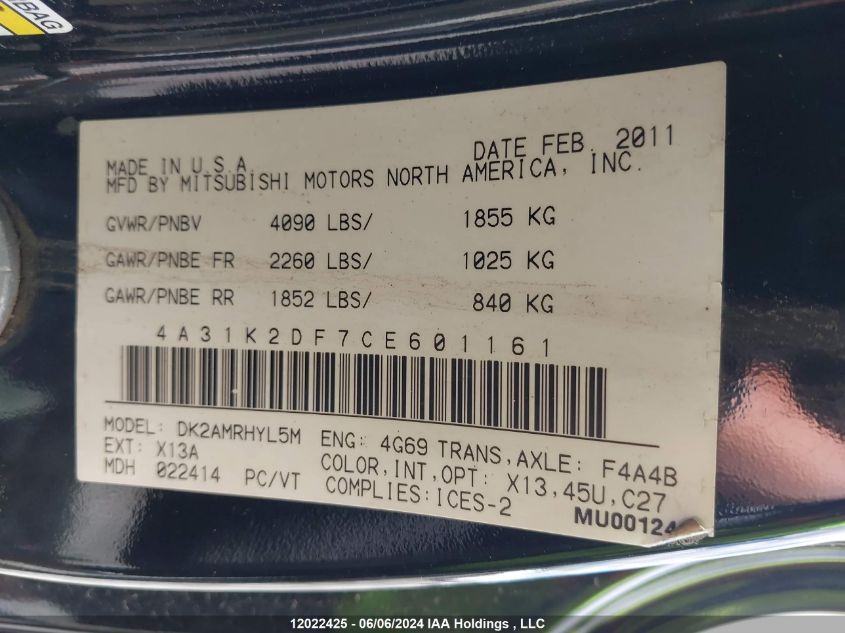 BAG
DATE FEB. 2011
MADE IN U.S.A
MFD BY MITSUBISHI MOTORS NORTH AMERICA, INC.
GVWR/PNBV 4090 LBS/ 1855 KG
GAWR/PNBE FR 2260 LBS/ 1025 KG
GAWR/PNBE RR 1852 LBS/ 840 KG
4A31K2DF7CE601161
MODEL: DK2AMRHYL5M ENG: 4G69 TRANS,AXLE: F4A4B
EXT: X13A COLOR,INT,OPT: X13,45U,C27
MDH 022414 PC/VT COMPLIES:ICES-2
MU00124
12022425 - 06/06/2024 IAA Holdings , LLC